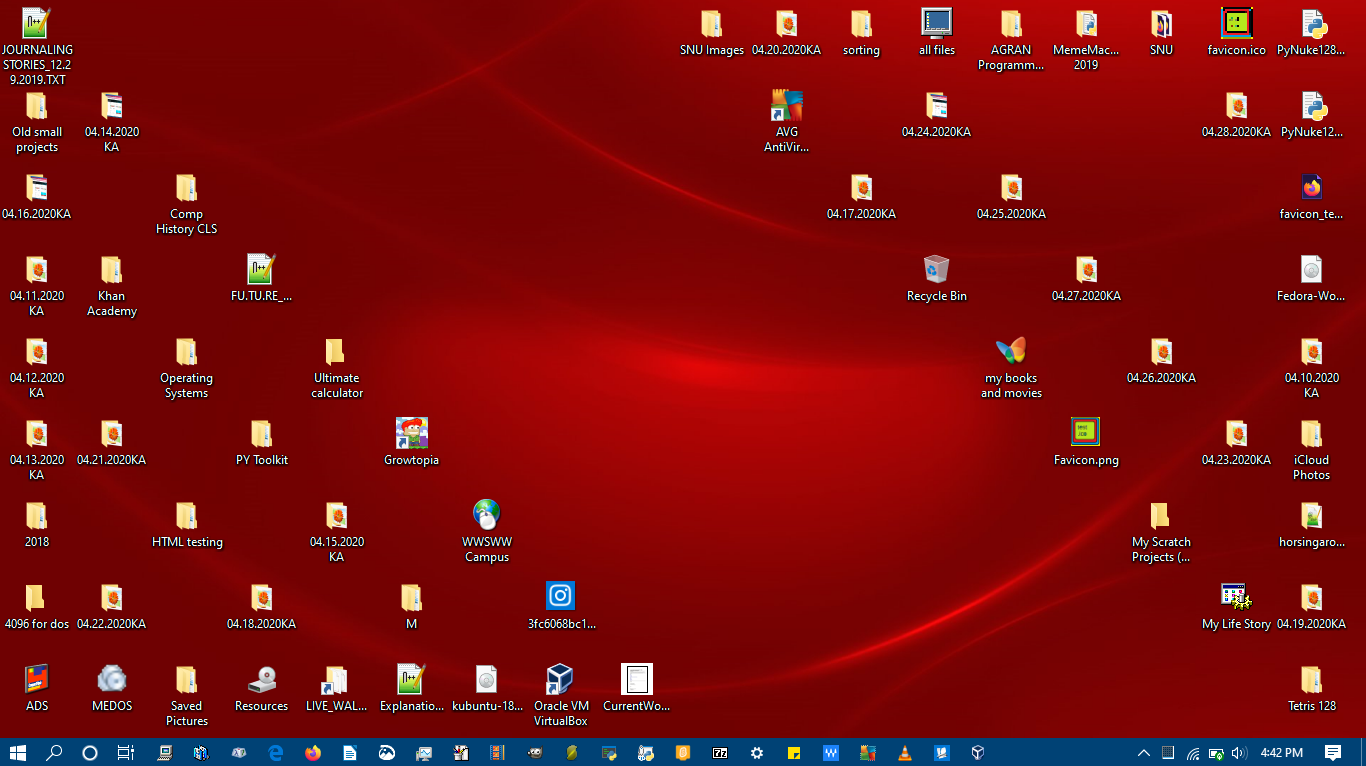 JOURNALING
STORIES_12.2
9.2019.TXT
SNU Images
04.20.2020KA
sorting
all files
AGRAN
Programm...
MemeMac...
2019
SNU
favicon.ico
PyNuke128...
Old small
projects
04.14.2020
KA
AVG
AntiVir...
04.24.2020KA
04.28.2020KA
PyNuke12...
04.16.2020KA
Comp
History CLS
04.17.2020KA
04.25.2020KA
favicon_te...
04.11.2020
KA
Khan
Academy
FU.TU.RE_...
Recycle Bin
04.27.2020KA
Fedora-Wo...
04.12.2020
KA
Operating
Systems
Ultimate
calculator
my books
and movies
04.26.2020KA
04.10.2020
KA
04.13.2020
KA
04.21.2020KA
PY Toolkit
Growtopia
Favicon.png
04.23.2020KA
iCloud
Photos
2018
HTML testing
04.15.2020
KA
WWSWW
Campus
My Scratch
Projects (...
horsingaro...
4096 for dos
04.22.2020KA
04.18.2020KA
M
3fc6068bc1...
My Life Story
04.19.2020KA
ADS
MEDOS
Saved
Pictures
Resources
LIVE_WAL...
Explanatio...
kubuntu-18...
Oracle VM
VirtualBox
CurrentWo...
Tetris 128
4:42 PM